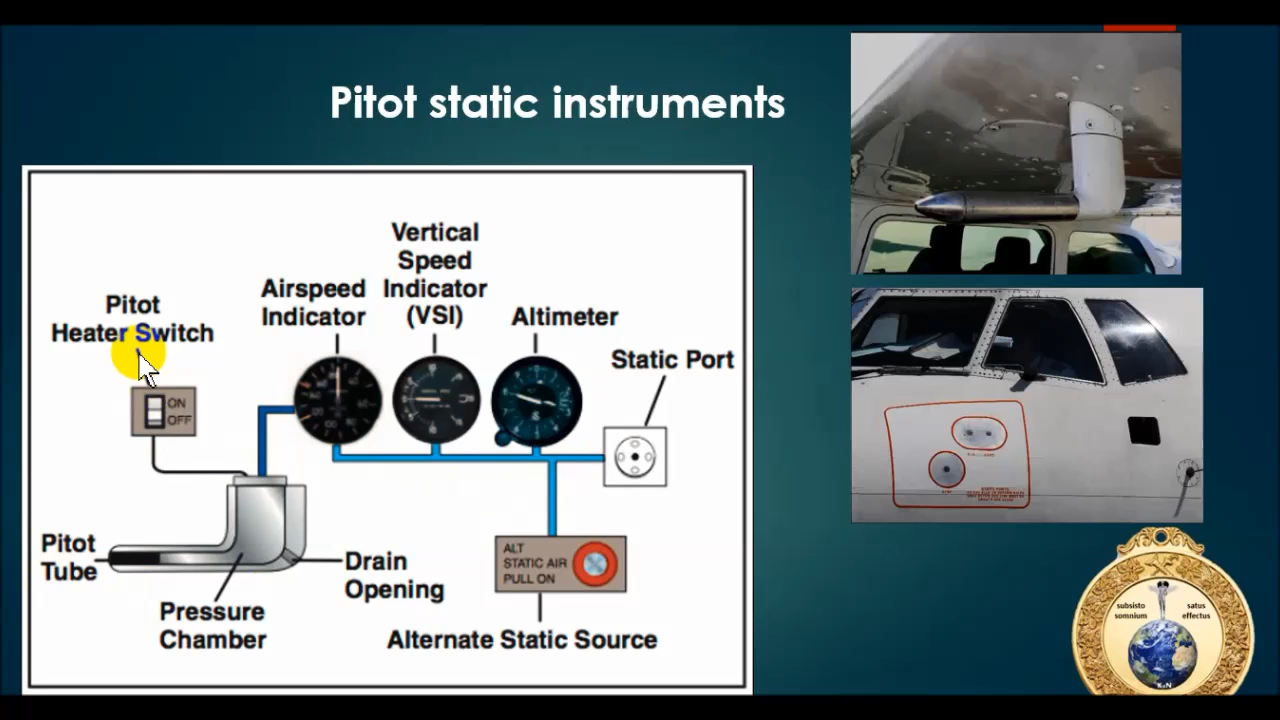 Pitot static instruments
Vertical
Speed
Indicator
(VSI)
Airspeed
Indicator
Altimeter
Pitot
Heater Switch
Static Port
ON
OFF
Pitot
Tube
Drain
Opening
Pressure
Chamber
ALT
STATIC AIR
PULL ON
Alternate Static Source
subsisto
somnium
satus
effectus